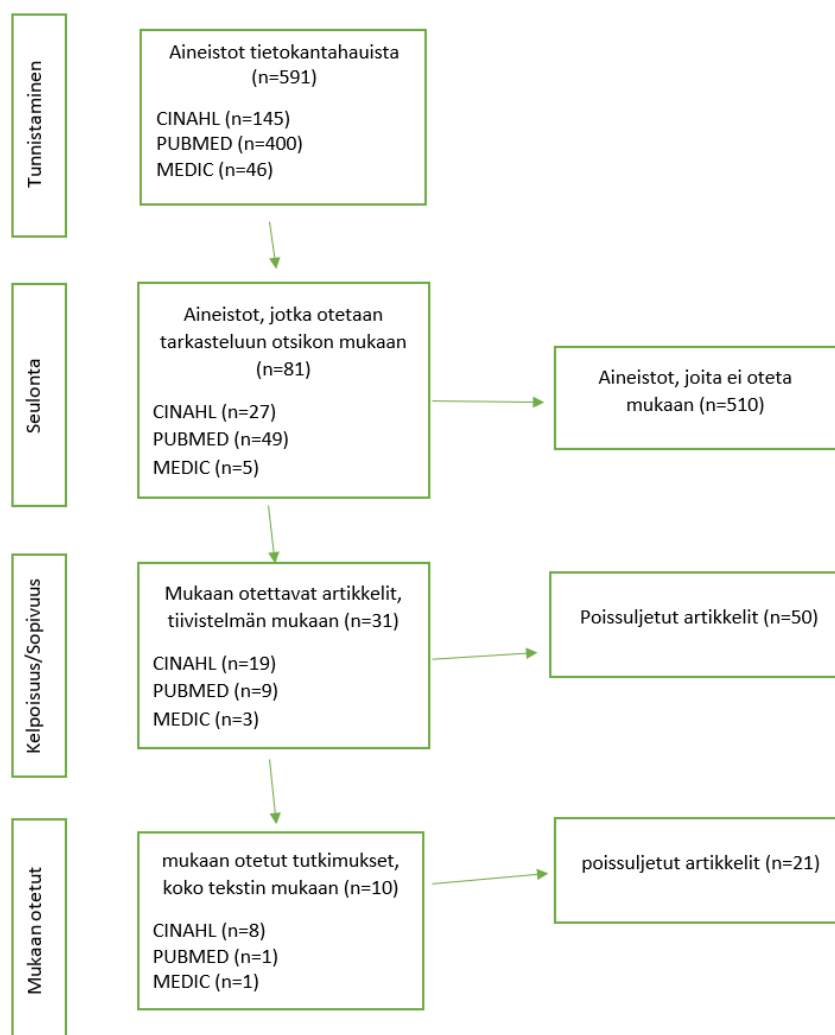 Tunnistaminen
Aineistot tietokantahauista
(n=591)
CINAHL (n=145)
PUBMED (n=400)
MEDIC (n=46)
Seulonta
Aineistot, jotka otetaan
tarkasteluun otsikon mukaan
(n=81)
CINAHL (n=27)
PUBMED (n=49)
MEDIC (n=5)
Aineistot, joita ei oteta
mukaan (n=510)
Kelpoisuus/Sopivuus
Mukaan otettavat artikkelit,
tiivistelmän mukaan (n=31)
CINAHL (n=19)
PUBMED (n=9)
MEDIC (n=3)
Poissuljetut artikkelit (n=50)
Mukaan otetut
mukaan otetut tutkimukset,
koko tekstin mukaan (n=10)
CINAHL (n=8)
PUBMED (n=1)
MEDIC (n=1)
poissuljetut artikkelit (n=21)